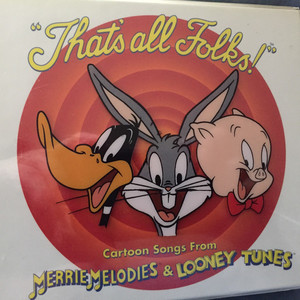 "That's all Folks!"
Cartoon Songs From
MERRIE MELODIES & LOONEY TUNES